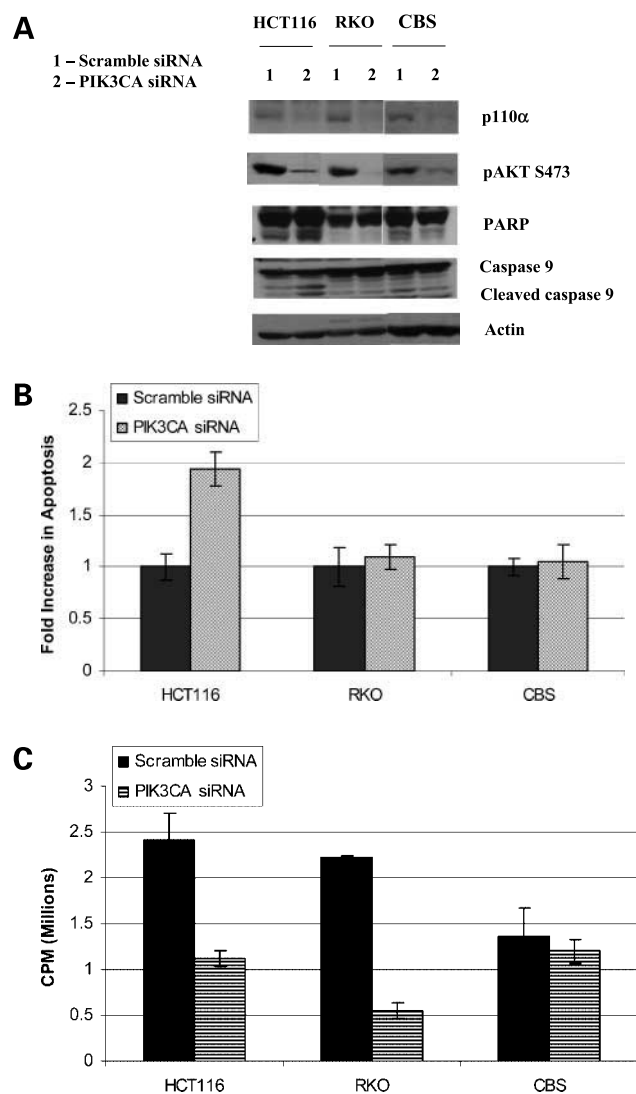 A
HCT116 RKO CBS
1 – Scramble siRNA
2 – PIK3CA siRNA
1 2 1 2 1 2
p110α
pAKT S473
PARP
Caspase 9
Cleaved caspase 9
Actin
B
Scramble siRNA
PIK3CA siRNA
Fold Increase in Apoptosis
2.5
2
1.5
1
0.5
0
HCT116 RKO CBS
C
Scramble siRNA
PIK3CA siRNA
CPM (Millions)
3
2.5
2
1.5
1
0.5
0
HCT116 RKO CBS